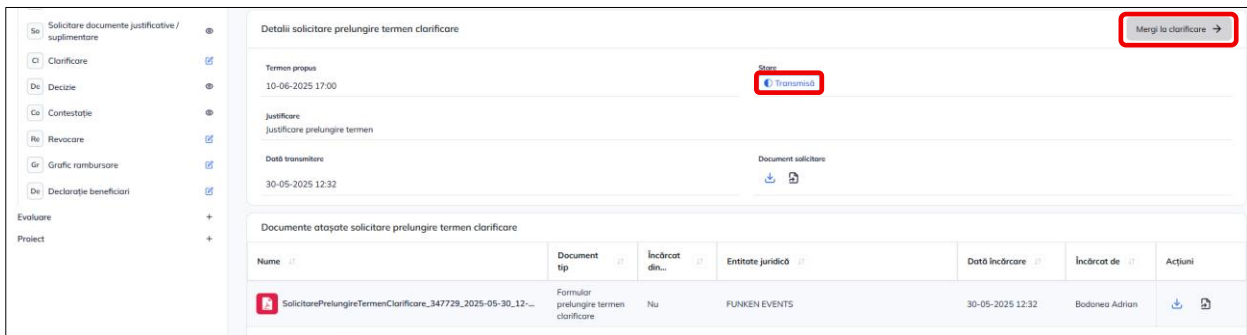 So Solicitare documente justificative /
suplimentare
Cl Clarificare
De Decizie
Co Contestație
Re Revocare
Gr Grafic rambursare
De Declarație beneficiari
Evaluare +
Proiect +
Detalii solicitare prelungire termen clarificare
Mergi la clarificare →
Termen propus
10-06-2025 17:00
Stare
Transmisă
Justificare
Justificare prelungire termen
Dată transmitere
30-05-2025 12:32
Document solicitare
Documente atașate solicitare prelungire termen clarificare
Nume
Document
tip
Încărcat
din...
Entitate juridică
Dată încărcare
Încărcat de
Acțiuni
SolicitarePrelungireTermenClarificare_347729_2025-05-30_12-...
Formular
prelungire termen
clarificare
Nu
FUNKEN EVENTS
30-05-2025 12:32
Bodonea Adrian